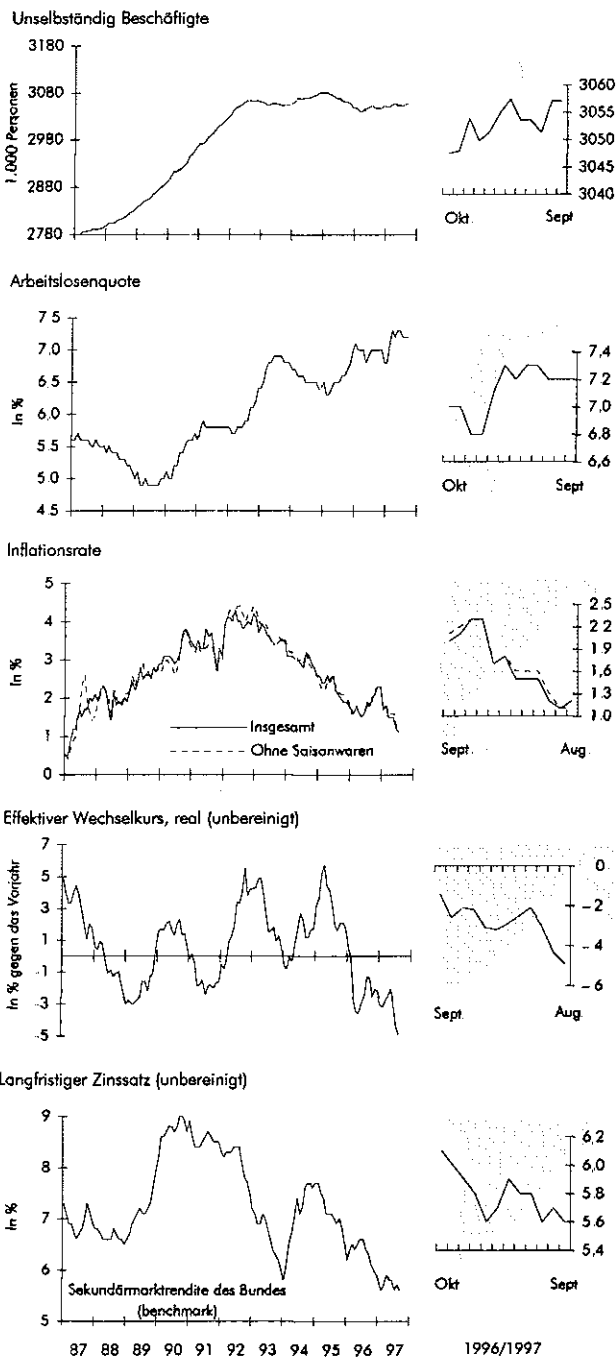 Unselbständig Beschäftigte
3180
3080
2980
2880
2780
1.000 Personen
3060
3055
3050
3045
3040
Okt.
Sept
Arbeitslosenquote
7 5
7.0
6.5
6,0
5.5
5.0
4 5
In %
7,4
7.2
7.0
6.8
6,6
Okt
Sept
Inflationsrate
5
4
3
2
1
0
In %
Insgesamt
Ohne Saisonwaren
2.5
2 2
1.9
1,6
1.3
1.0
Sept.
Aug.
Effektiver Wechselkurs, real (unbereinigt)
7
5
3
1
-1
-3
-5
In % gegen das Vorjahr
0
-2
-4
-6
Sept.
Aug.
Langfristiger Zinssatz (unbereinigt)
9
8
7
6
5
In %
Sekundärmarktrendite des Bundes
(benchmark)
6,2
6,0
5.8
5.6
5,4
Okt
Sept
87 88 89 90 91 92 93 94 95 96 97
1996/1997